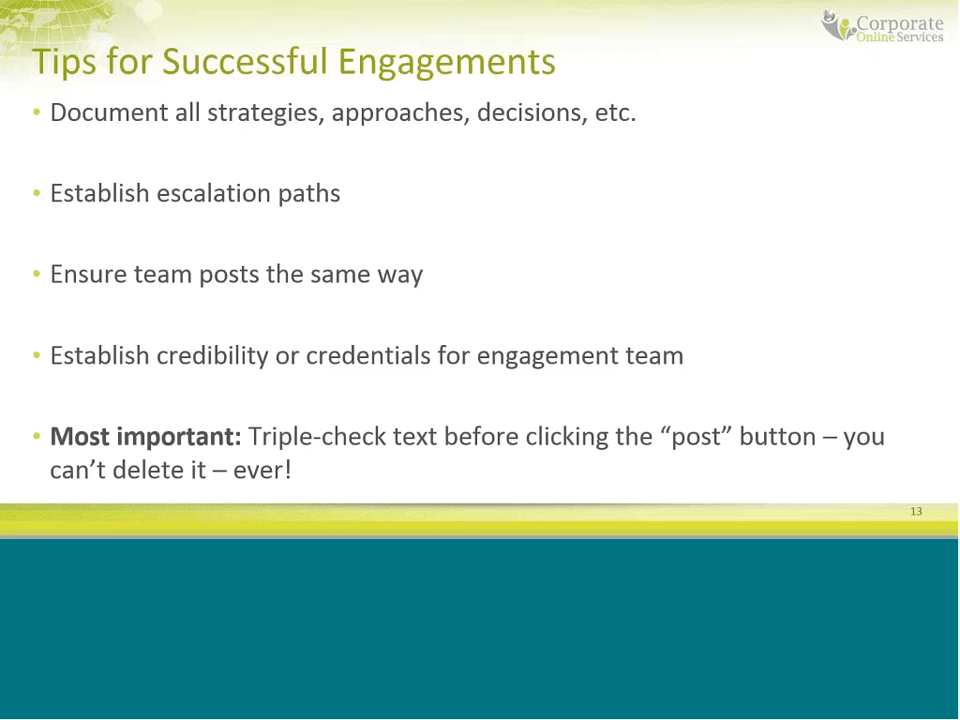 Corporate
Online Services
Tips for Successful Engagements
• Document all strategies, approaches, decisions, etc.
• Establish escalation paths
• Ensure team posts the same way
• Establish credibility or credentials for engagement team
• Most important: Triple-check text before clicking the “post” button – you
can’t delete it – ever!
13